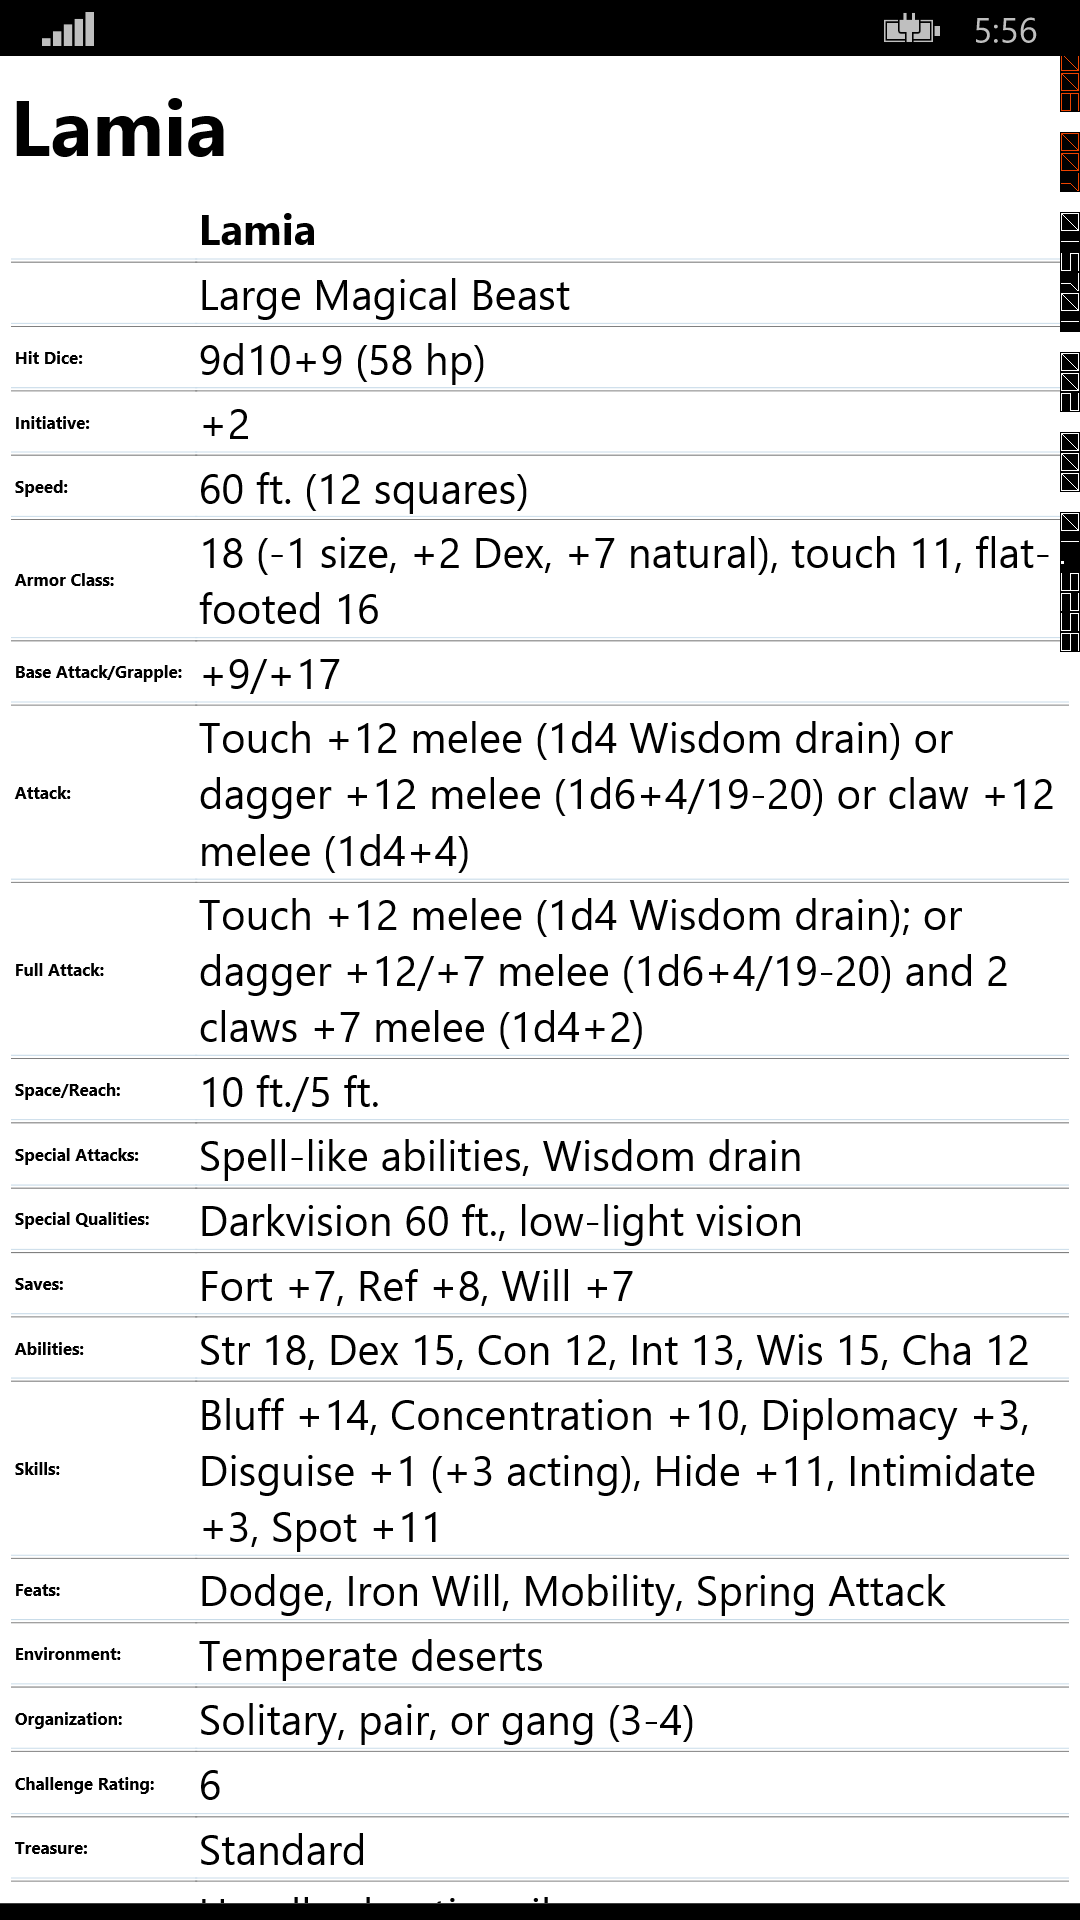 5:56
Lamia
Lamia
Large Magical Beast
Hit Dice: 9d10+9 (58 hp)
Initiative: +2
Speed: 60 ft. (12 squares)
Armor Class: 18 (-1 size, +2 Dex, +7 natural), touch 11, flat-
footed 16
Base Attack/Grapple: +9/+17
Attack: Touch +12 melee (1d4 Wisdom drain) or
dagger +12 melee (1d6+4/19-20) or claw +12
melee (1d4+4)
Full Attack: Touch +12 melee (1d4 Wisdom drain); or
dagger +12/+7 melee (1d6+4/19-20) and 2
claws +7 melee (1d4+2)
Space/Reach: 10 ft./5 ft.
Special Attacks: Spell-like abilities, Wisdom drain
Special Qualities: Darkvision 60 ft., low-light vision
Saves: Fort +7, Ref +8, Will +7
Abilities: Str 18, Dex 15, Con 12, Int 13, Wis 15, Cha 12
Skills: Bluff +14, Concentration +10, Diplomacy +3,
Disguise +1 (+3 acting), Hide +11, Intimidate
+3, Spot +11
Feats: Dodge, Iron Will, Mobility, Spring Attack
Environment: Temperate deserts
Organization: Solitary, pair, or gang (3-4)
Challenge Rating: 6
Treasure: Standard